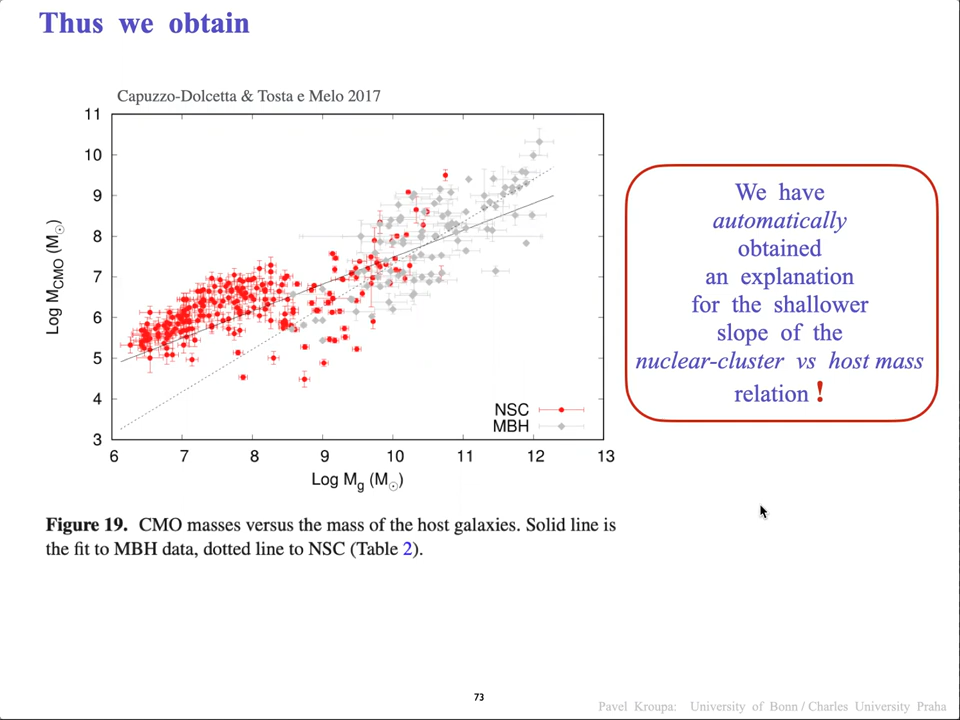 Thus we obtain
Capuzzo-Dolcetta & Tosta e Melo 2017
11
10
9
8
7
6
5
4
3
Log M_CMO (M_⊙)
6 7 8 9 10 11 12 13
Log M_g (M_⊙)
NSC
MBH
We have
automatically
obtained
an explanation
for the shallower
slope of the
nuclear-cluster vs host mass
relation !
Figure 19. CMO masses versus the mass of the host galaxies. Solid line is
the fit to MBH data, dotted line to NSC (Table 2).
73
Pavel Kroupa: University of Bonn / Charles University Praha